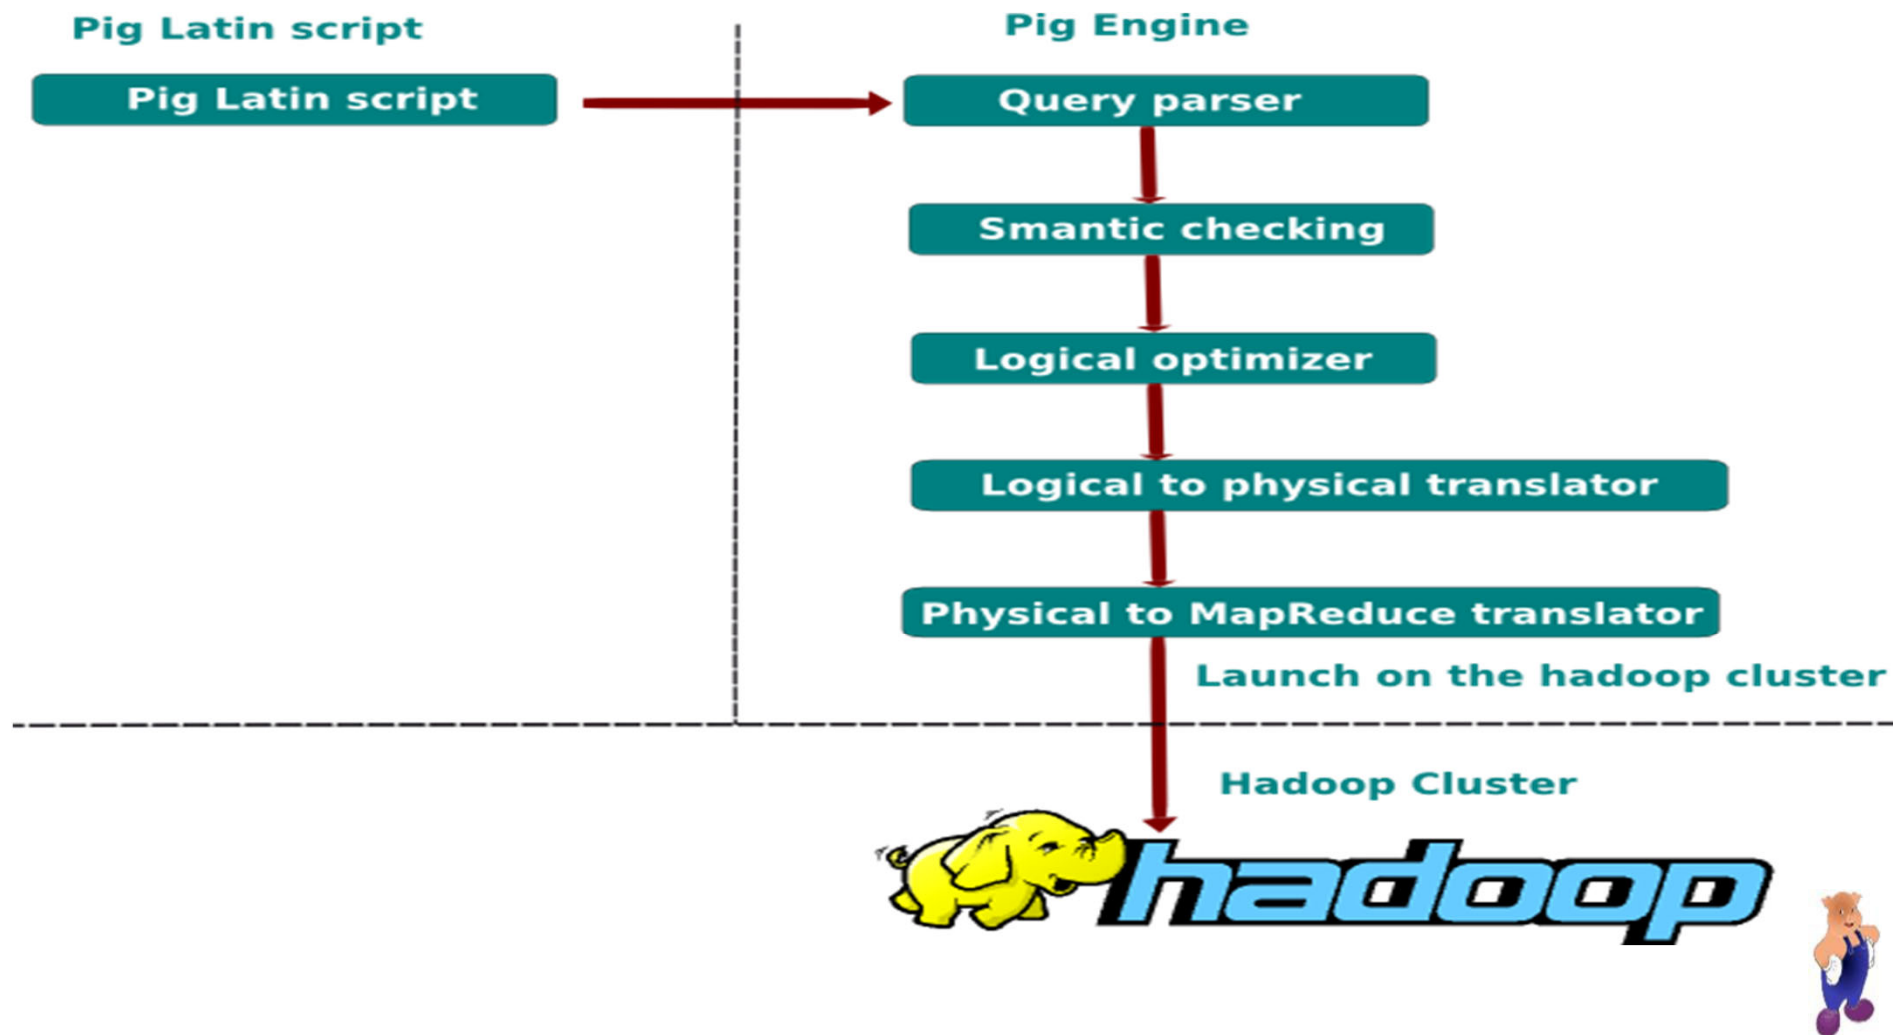 Pig Latin script
Pig Engine
Pig Latin script
Query parser
Smantic checking
Logical optimizer
Logical to physical translator
Physical to MapReduce translator
Launch on the hadoop cluster
Hadoop Cluster
hadoop